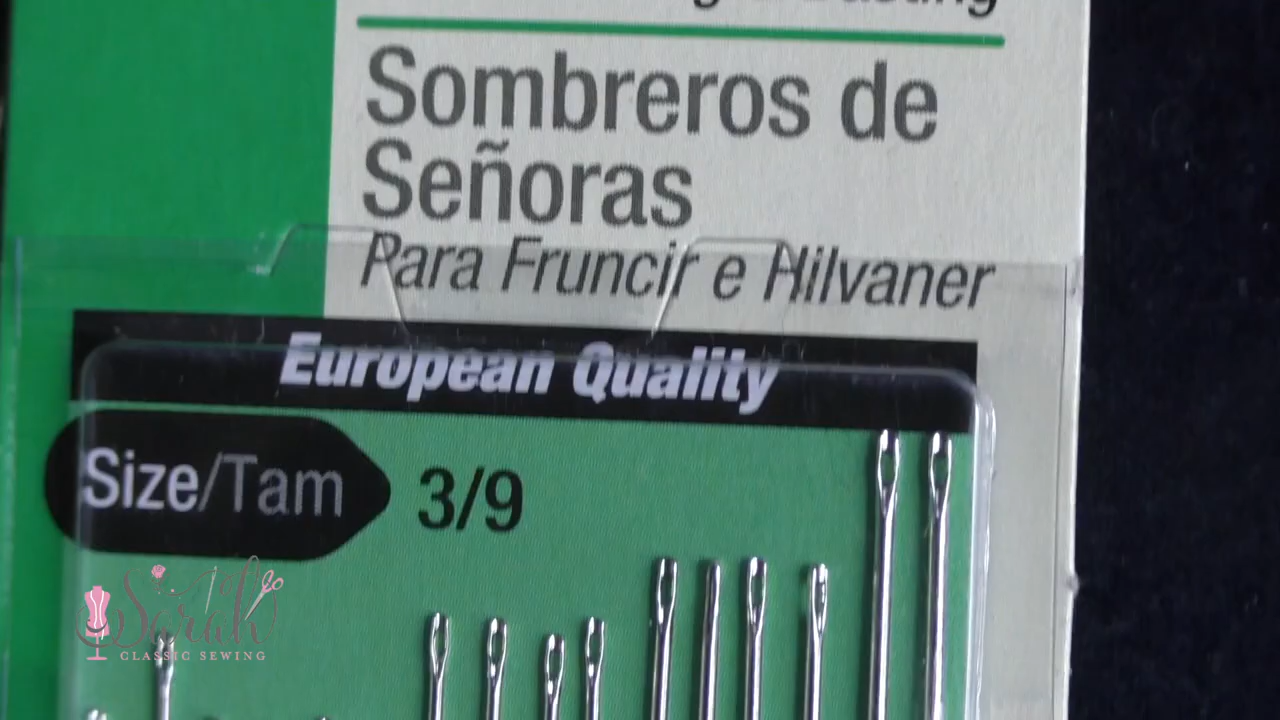 Sombreros de
Señoras
Para Fruncir e Hilvaner
European Quality
Size/Tam 3/9
Sarah
CLASSIC SEWING